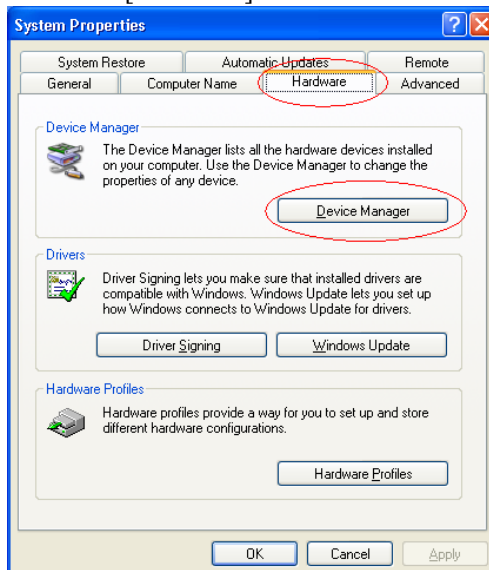 System Properties
System Restore Automatic Updates Remote
General Computer Name Hardware Advanced
Device Manager
The Device Manager lists all the hardware devices installed
on your computer. Use the Device Manager to change the
properties of any device.
Device Manager
Drivers
Driver Signing lets you make sure that installed drivers are
compatible with Windows. Windows Update lets you set up
how Windows connects to Windows Update for drivers.
Driver Signing Windows Update
Hardware Profiles
Hardware profiles provide a way for you to set up and store
different hardware configurations.
Hardware Profiles
OK Cancel Apply